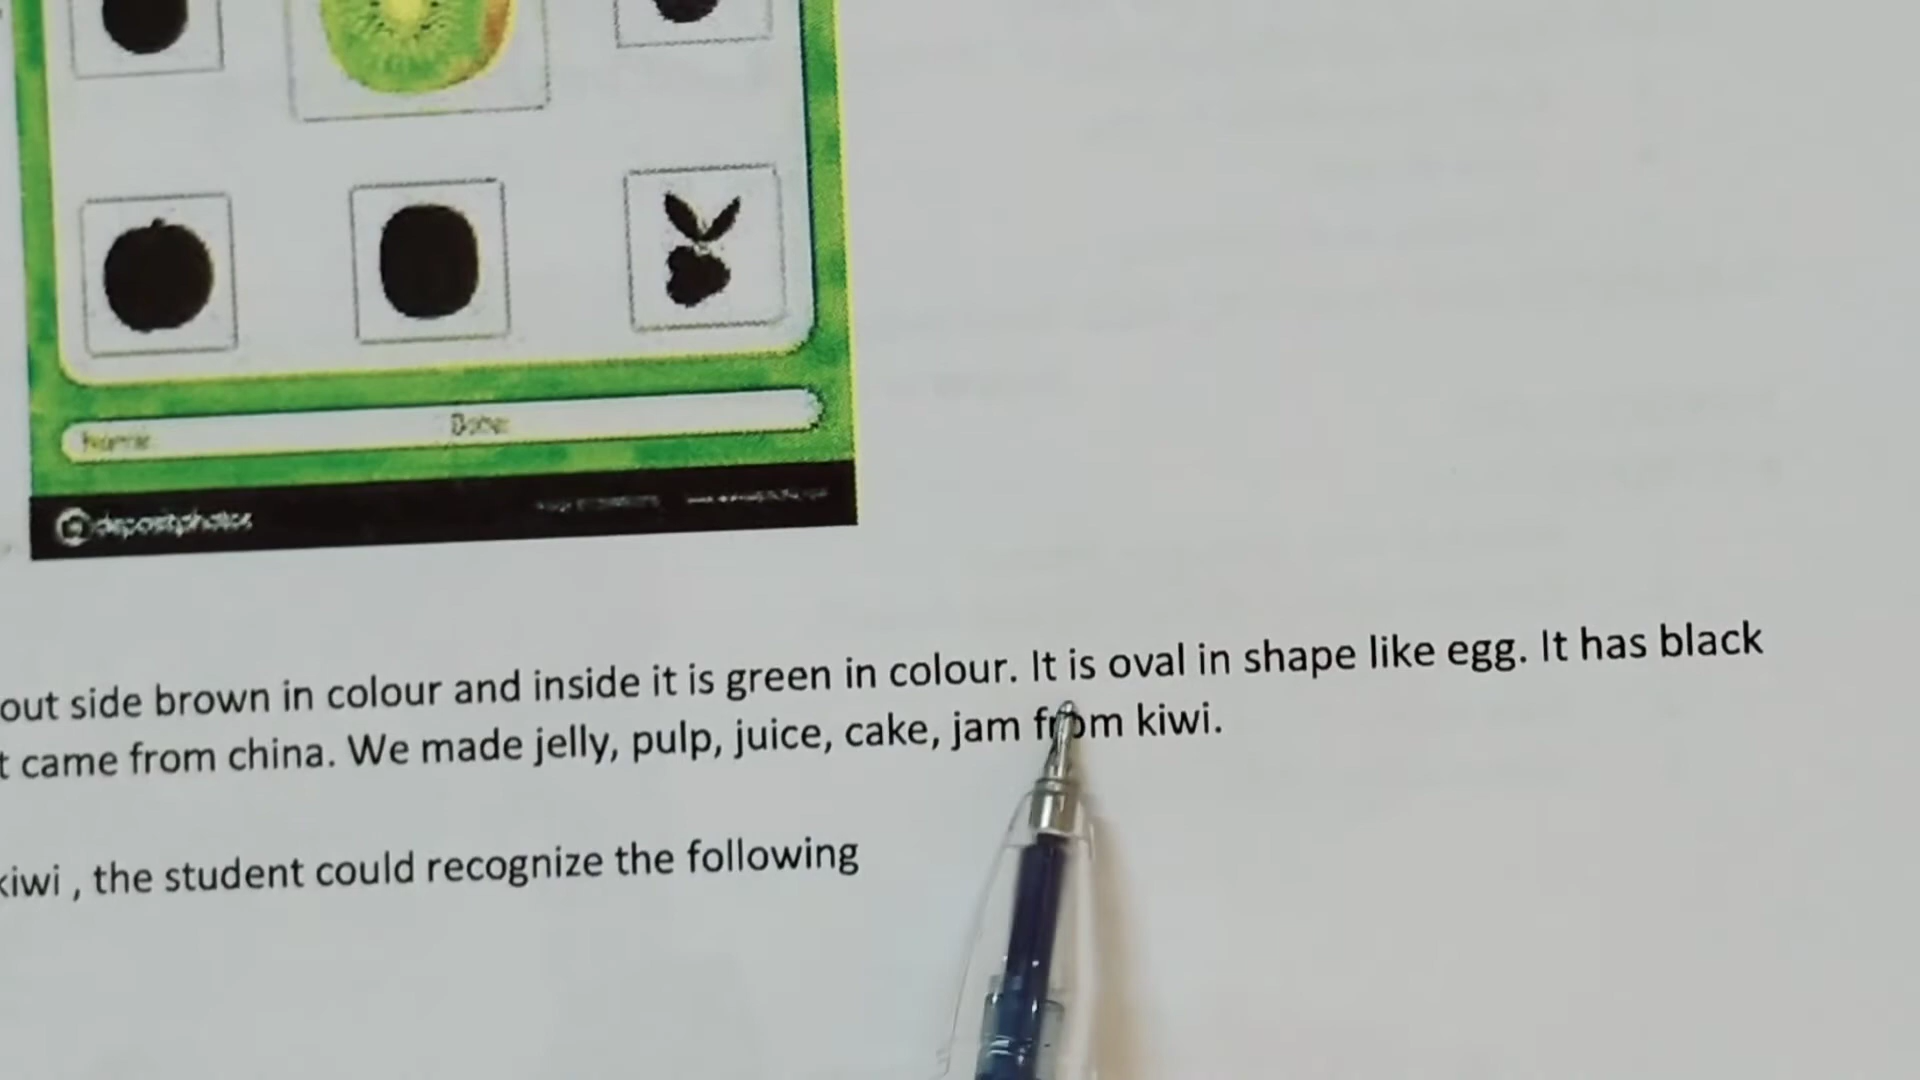 Name Date
depositphotos
out side brown in colour and inside it is green in colour. It is oval in shape like egg. It has black
t came from china. We made jelly, pulp, juice, cake, jam from kiwi.
kiwi , the student could recognize the following